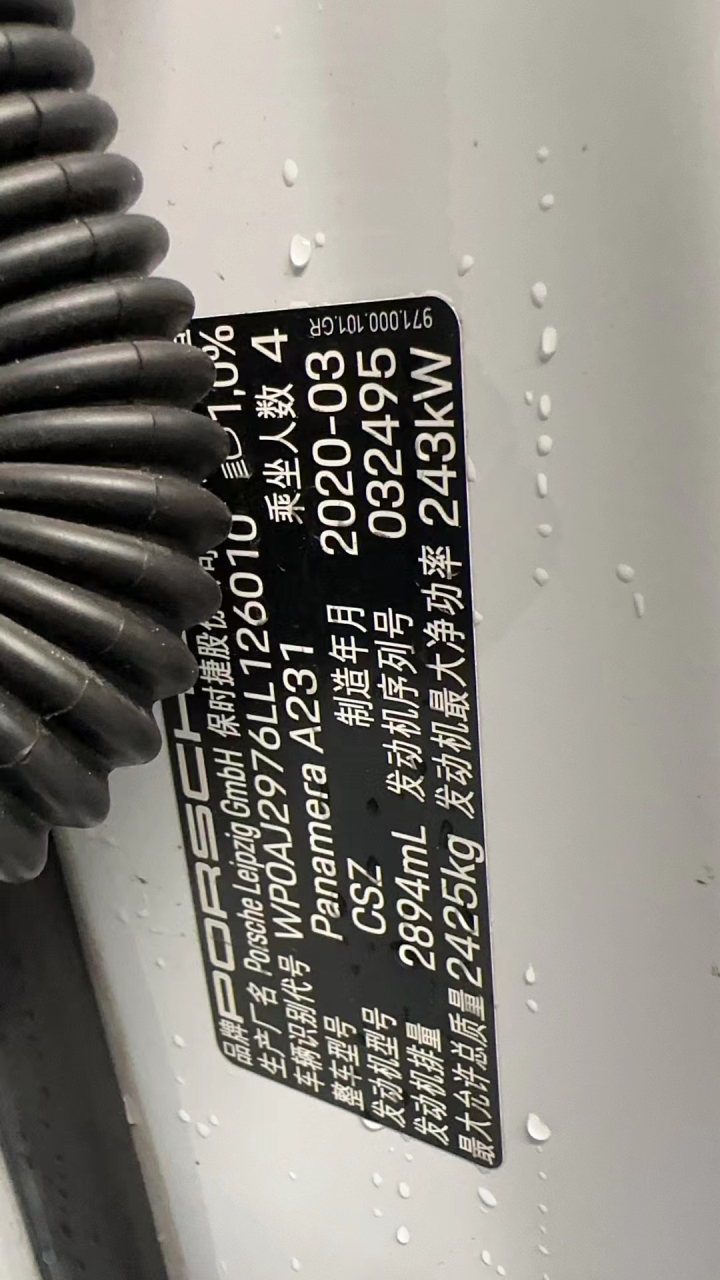 品牌 PORSCH
生产厂名 Porsche Leipzig GmbH 保时捷股份 司
车辆识别代号 WP0AJ2976LL126010 1,0%
整车型号 Panamera A231 乘坐人数 4
发动机型号 CSZ 制造年月 2020-03
发动机排量 2894mL 发动机序列号 032495
最大允许总质量 2425kg 发动机最大净功率 243kW
971.000.101.GR